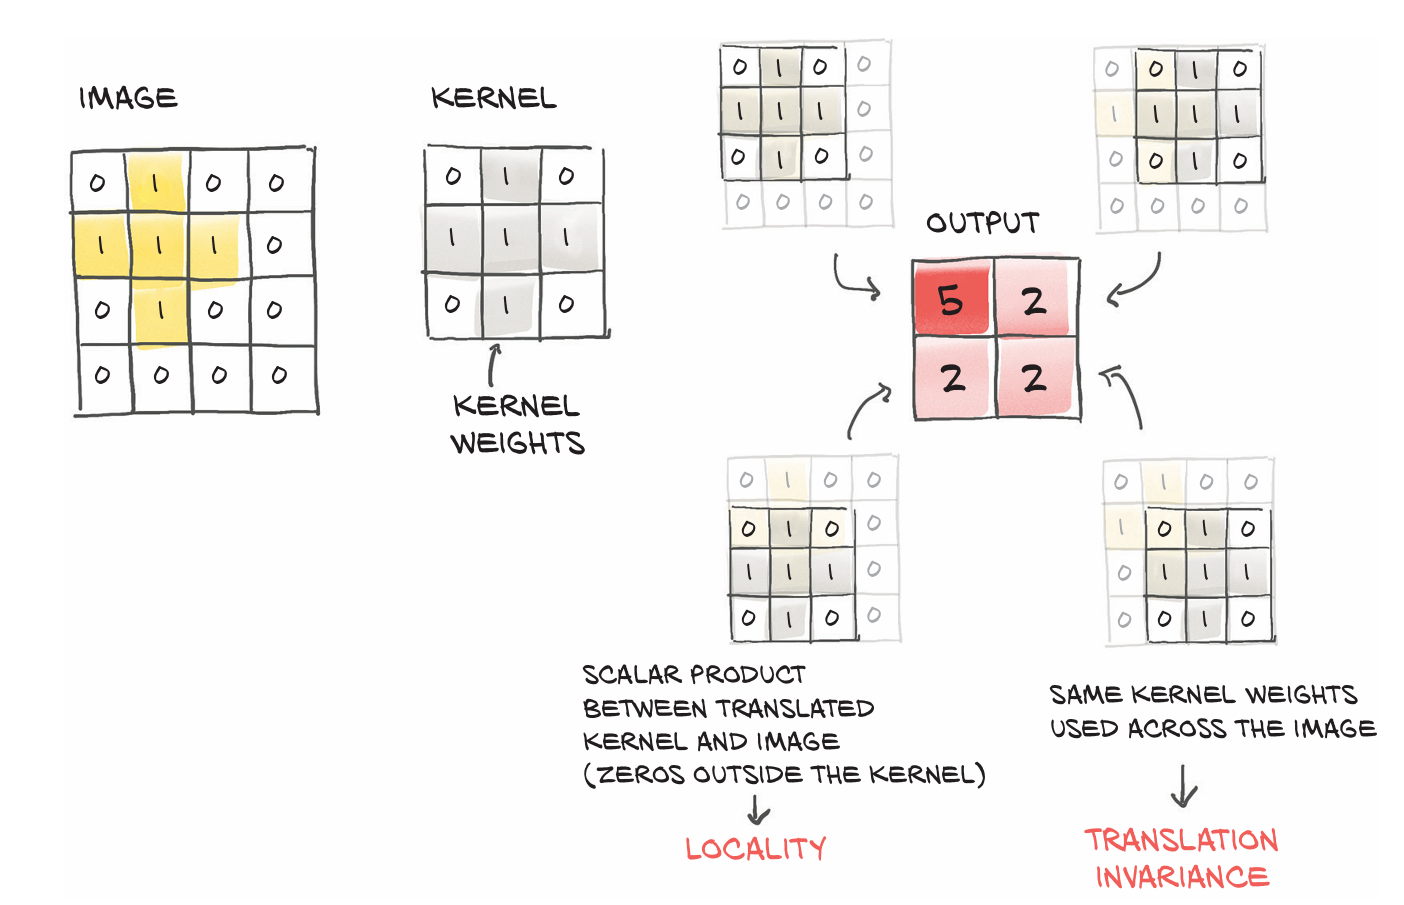 IMAGE
0 1 0 0
1 1 1 0
0 1 0 0
0 0 0 0
KERNEL
0 1 0
1 1 1
0 1 0
KERNEL
WEIGHTS
0 1 0 0
1 1 1 0
0 1 0 0
0 0 0 0
0 0 1 0
1 1 1 1
0 0 1 0
0 0 0 0
OUTPUT
5 2
2 2
0 1 0 0
0 1 0 0
1 1 1 0
0 1 0 0
0 1 0 0
1 0 1 0
0 1 1 1
0 0 1 0
SCALAR PRODUCT
BETWEEN TRANSLATED
KERNEL AND IMAGE
(ZEROS OUTSIDE THE KERNEL)
LOCALITY
SAME KERNEL WEIGHTS
USED ACROSS THE IMAGE
TRANSLATION
INVARIANCE